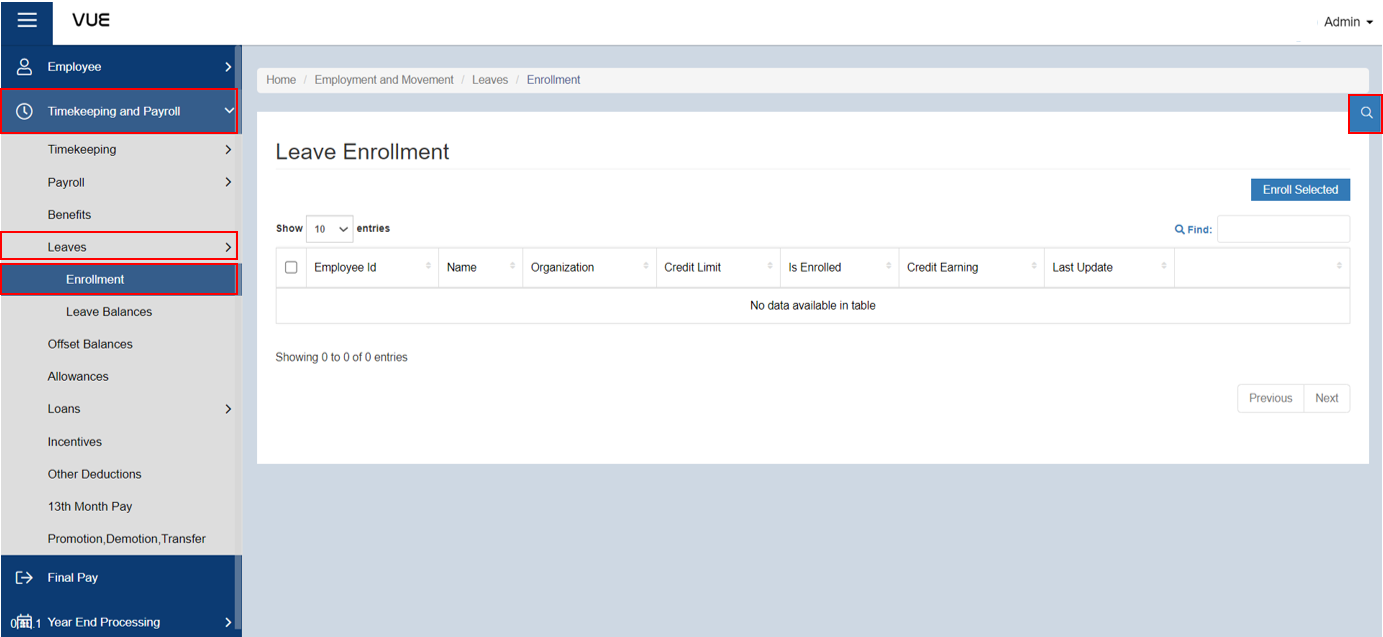 VUE
Admin
Employee
Timekeeping and Payroll
Timekeeping
Payroll
Benefits
Leaves
Enrollment
Leave Balances
Offset Balances
Allowances
Loans
Incentives
Other Deductions
13th Month Pay
Promotion,Demotion,Transfer
Final Pay
Year End Processing
Home / Employment and Movement / Leaves / Enrollment
Leave Enrollment
Enroll Selected
Show 10 entries
Find:
Employee Id Name Organization Credit Limit Is Enrolled Credit Earning Last Update
No data available in table
Showing 0 to 0 of 0 entries
Previous Next